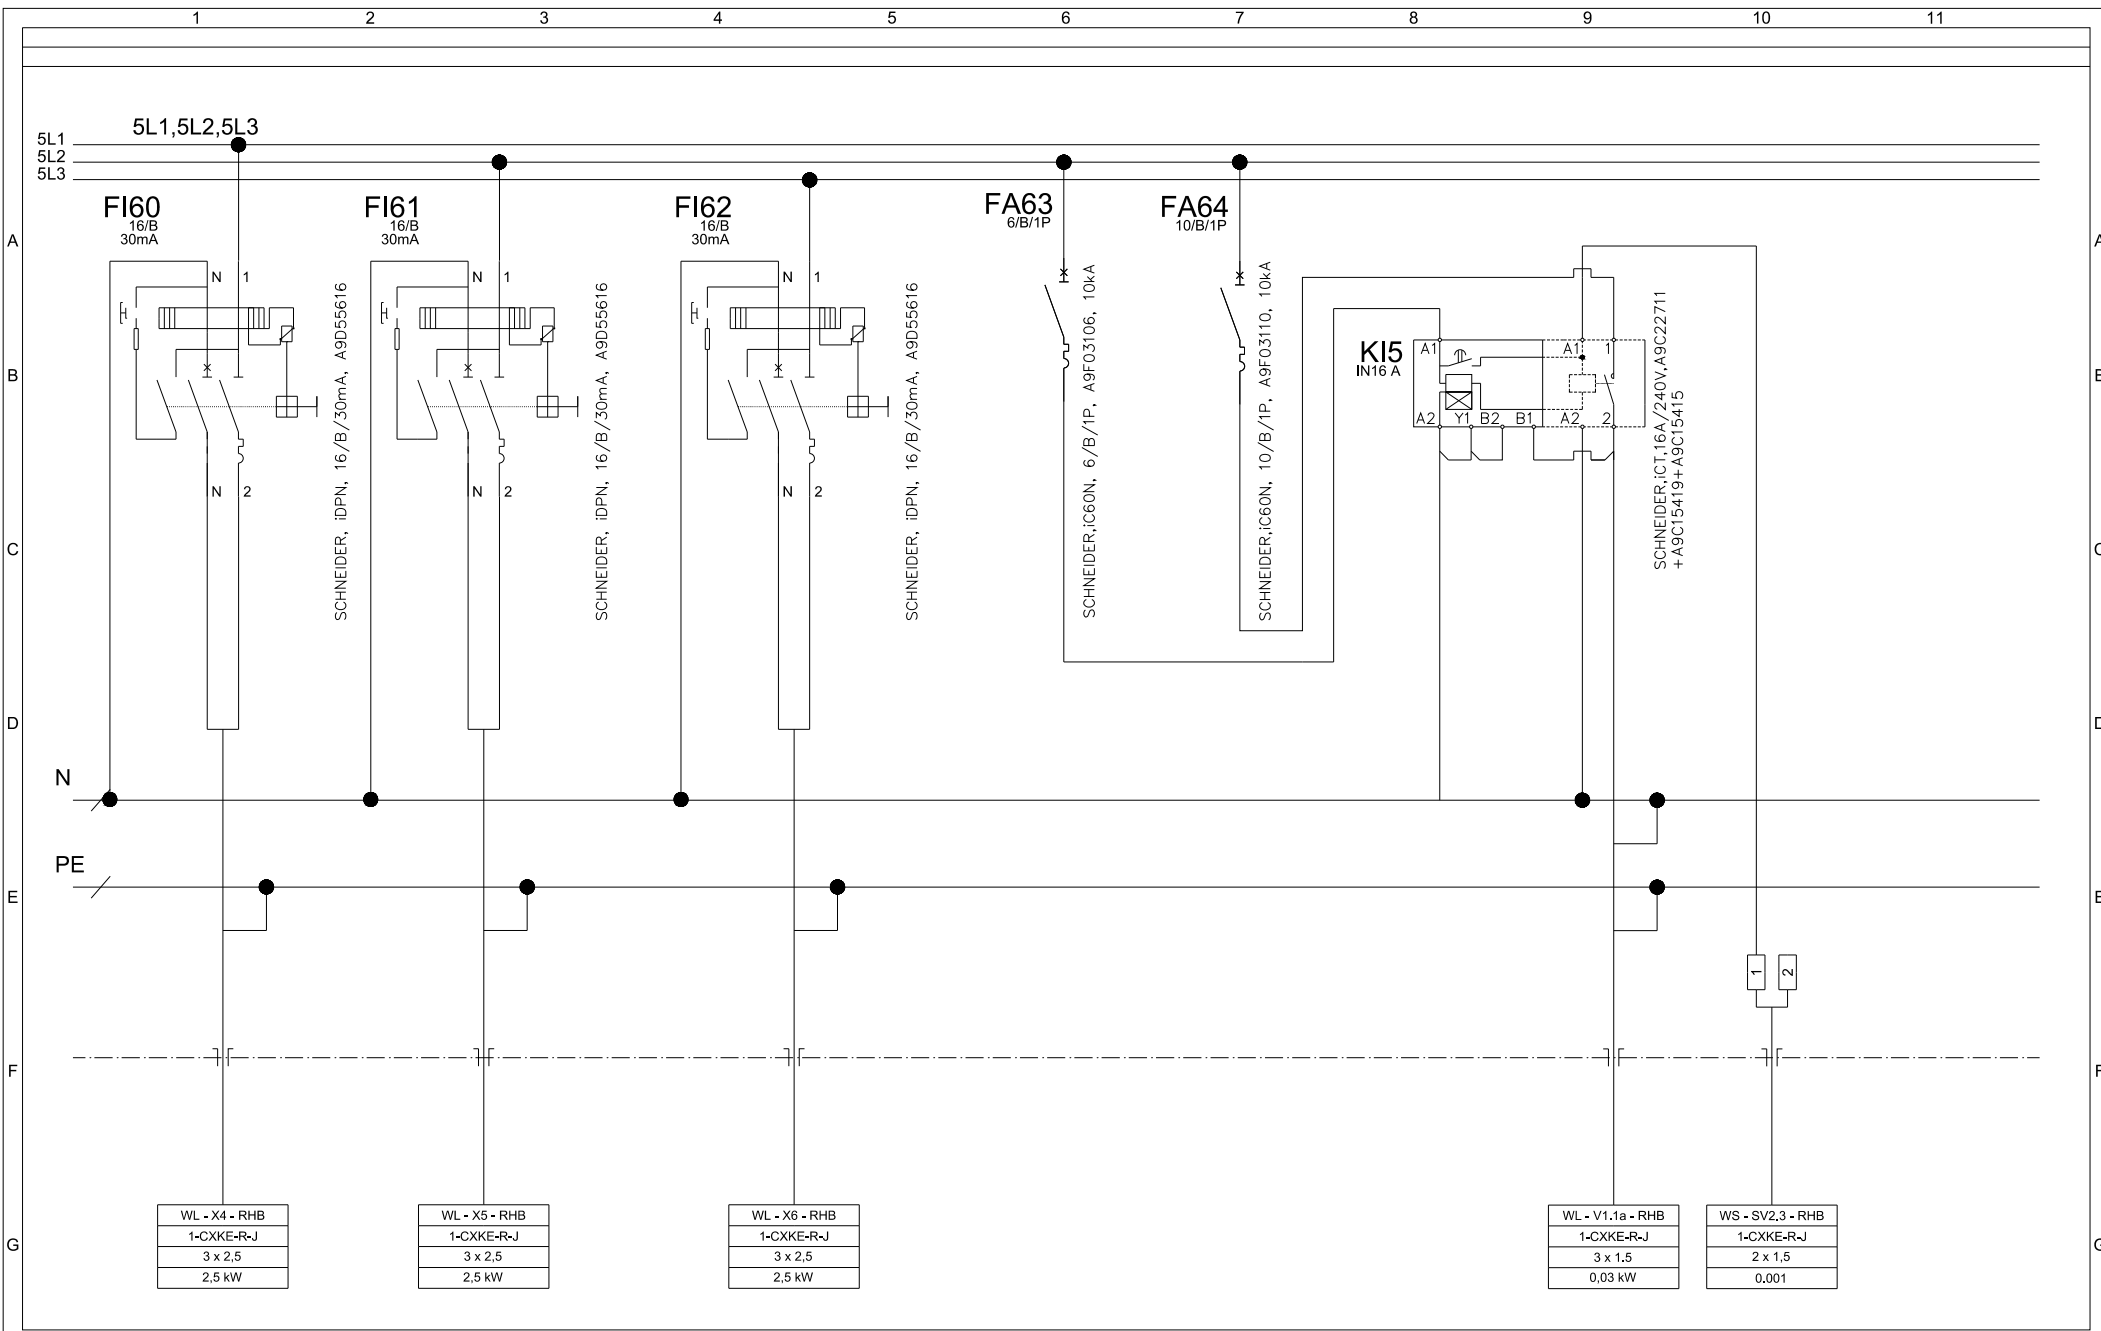 1 2 3 4 5 6 7 8 9 10 11
5L1,5L2,5L3
5L1
5L2
5L3
FI60
16/B
30mA
FI61
16/B
30mA
FI62
16/B
30mA
FA63
6/B/1P
FA64
10/B/1P
A
A
N 1
N 1
N 1
SCHNEIDER, iDPN, 16/B/30mA, A9D55616
SCHNEIDER, iDPN, 16/B/30mA, A9D55616
SCHNEIDER, iDPN, 16/B/30mA, A9D55616
SCHNEIDER,iC60N, 6/B/1P, A9F03106, 10kA
SCHNEIDER,iC60N, 10/B/1P, A9F03110, 10kA
KI5
IN16 A
A1
A1
1
A2
Y1
B2
B1
A2
2
SCHNEIDER,iCT,16A/240V,A9C22711
+A9C15419+A9C15415
B
B
N 2
N 2
N 2
C
C
D
D
N
PE
E
E
1
2
F
F
WL - X4 - RHB
1-CXKE-R-J
3 x 2,5
2,5 kW
WL - X5 - RHB
1-CXKE-R-J
3 x 2,5
2,5 kW
WL - X6 - RHB
1-CXKE-R-J
3 x 2,5
2,5 kW
WL - V1.1a - RHB
1-CXKE-R-J
3 x 1.5
0,03 kW
WS - SV2.3 - RHB
1-CXKE-R-J
2 x 1,5
0.001
G
G